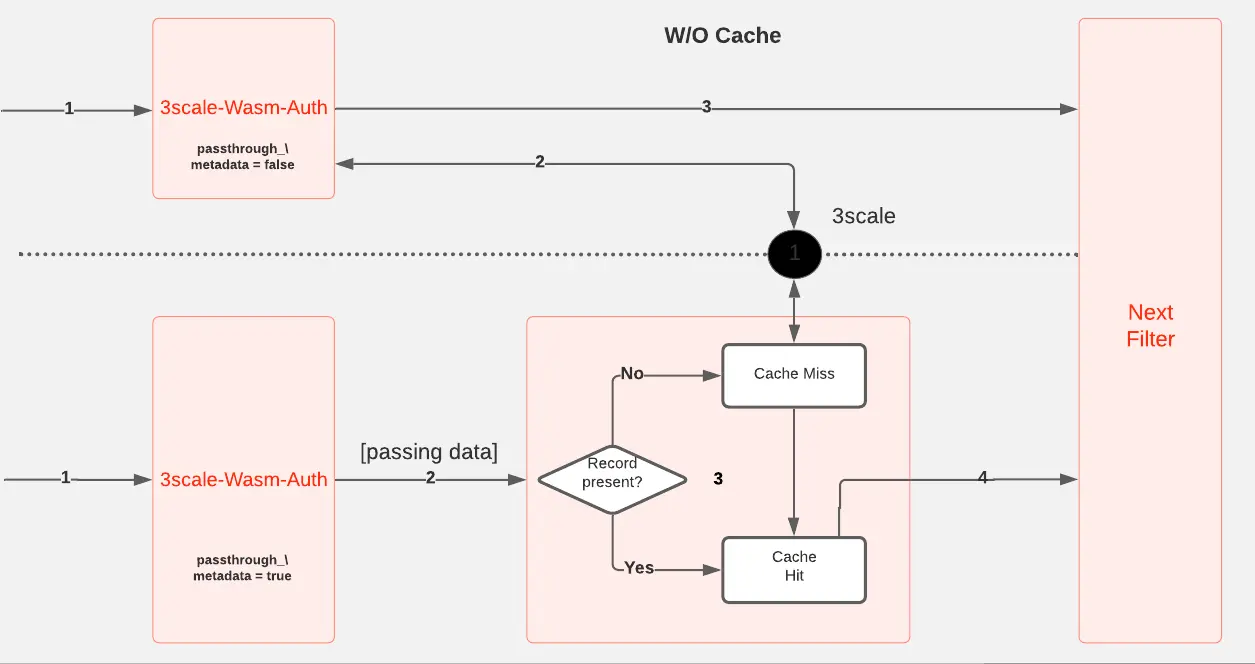 W/O Cache
1
3scale-Wasm-Auth
3
passthrough_\
metadata = false
2
3scale
1
Next
Filter
No
Cache Miss
[passing data]
1
3scale-Wasm-Auth
2
Record
present?
3
4
passthrough_\
metadata = true
Yes
Cache
Hit